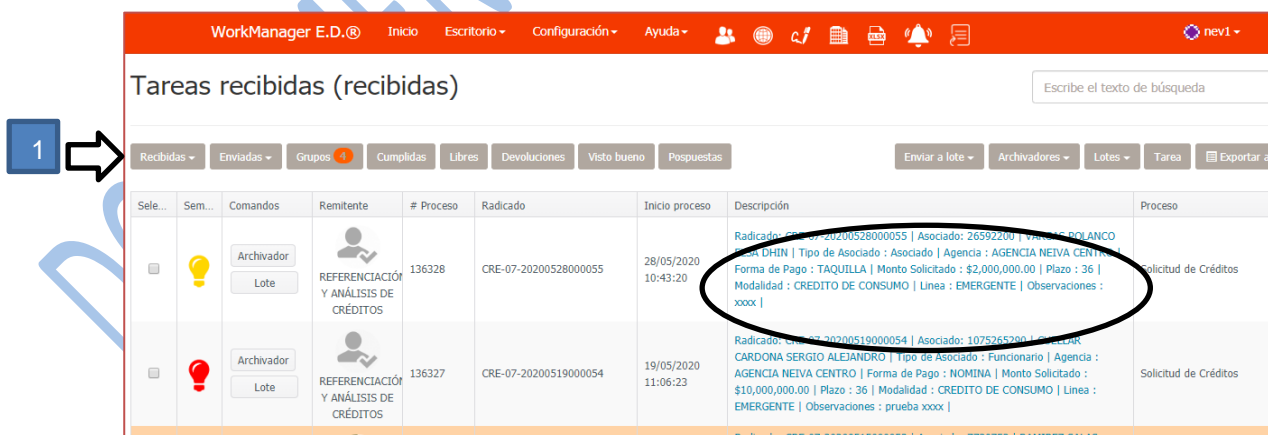 WorkManager E.D.® Inicio Escritorio Configuración Ayuda nev1
Tareas recibidas (recibidas)
Escribe el texto de búsqueda
1
Recibidas Enviadas Grupos 4 Cumplidas Libres Devoluciones Visto bueno Pospuestas Enviar a lote Archivadores Lotes Tarea Exportar a
Sele... Sem... Comandos Remitente # Proceso Radicado Inicio proceso Descripción Proceso
Archivador
Lote
REFERENCIACIÓN
Y ANÁLISIS DE
CRÉDITOS
136328
CRE-07-20200528000055
28/05/2020
10:43:20
Radicado: CRE-07-20200528000055 | Asociado: 26592200 | VARGAS POLANCO
DHIN | Tipo de Asociado : Asociado | Agencia : AGENCIA NEIVA CENTRO |
Forma de Pago : TAQUILLA | Monto Solicitado : $2,000,000.00 | Plazo : 36 |
Modalidad : CREDITO DE CONSUMO | Linea : EMERGENTE | Observaciones :
xxxx |
Solicitud de Créditos
Archivador
Lote
REFERENCIACIÓN
Y ANÁLISIS DE
CRÉDITOS
136327
CRE-07-20200519000054
19/05/2020
11:06:23
Radicado: CRE-07-20200519000054 | Asociado: 1075265290 | CUELLAR
CARDONA SERGIO ALEJANDRO | Tipo de Asociado : Funcionario | Agencia :
AGENCIA NEIVA CENTRO | Forma de Pago : NOMINA | Monto Solicitado :
$10,000,000.00 | Plazo : 36 | Modalidad : CREDITO DE CONSUMO | Linea :
EMERGENTE | Observaciones : prueba xxxx |
Solicitud de Créditos